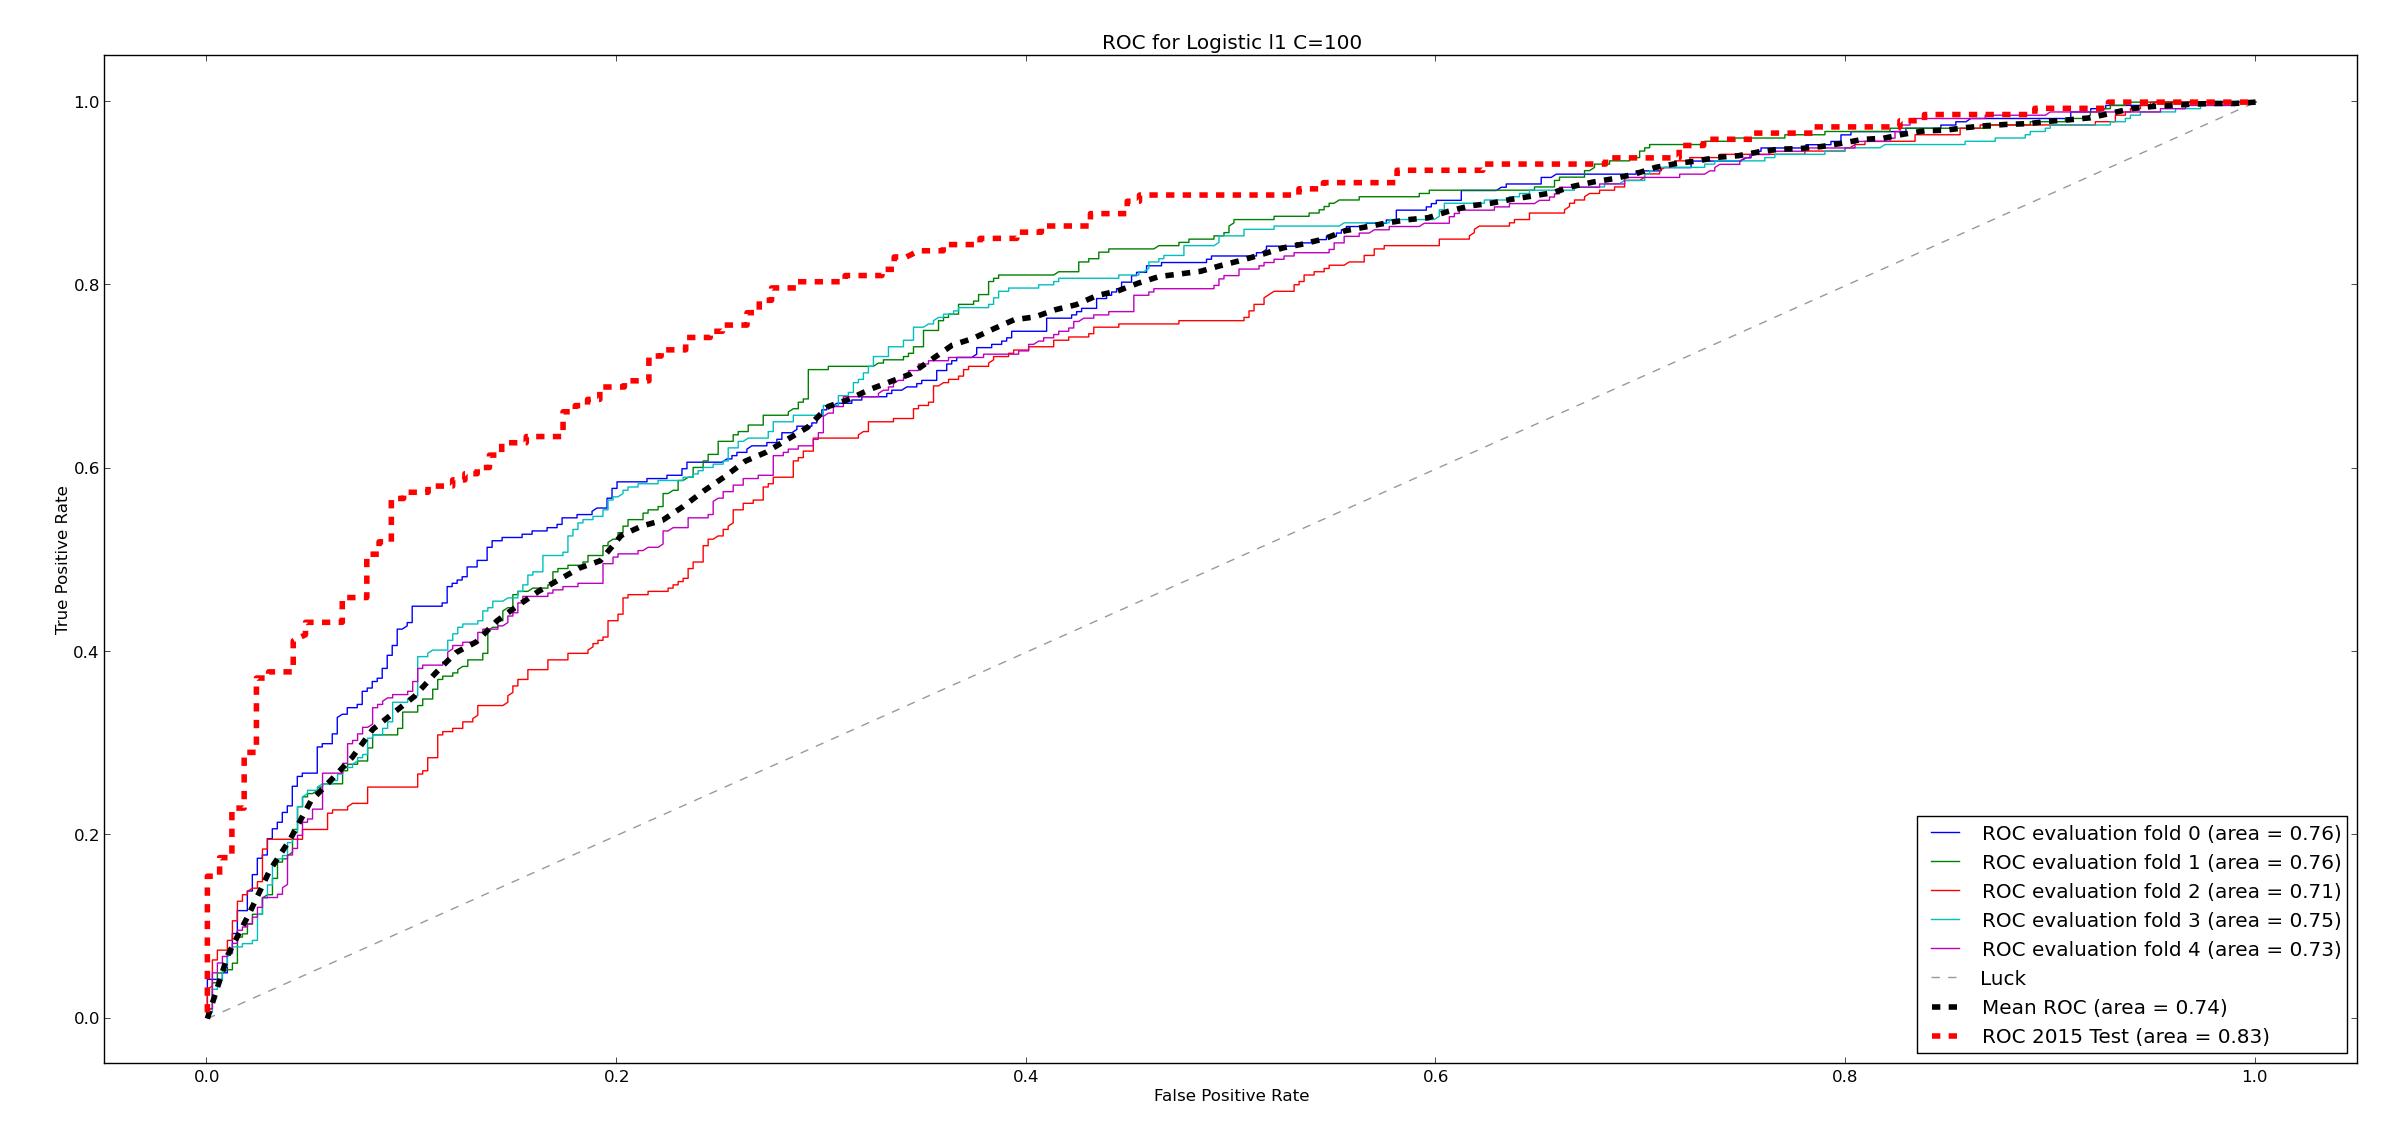 ROC for Logistic l1 C=100
1.0
0.8
0.6
0.4
0.2
0.0
True Positive Rate
0.0 0.2 0.4 0.6 0.8 1.0
False Positive Rate
ROC evaluation fold 0 (area = 0.76)
ROC evaluation fold 1 (area = 0.76)
ROC evaluation fold 2 (area = 0.71)
ROC evaluation fold 3 (area = 0.75)
ROC evaluation fold 4 (area = 0.73)
Luck
Mean ROC (area = 0.74)
ROC 2015 Test (area = 0.83)